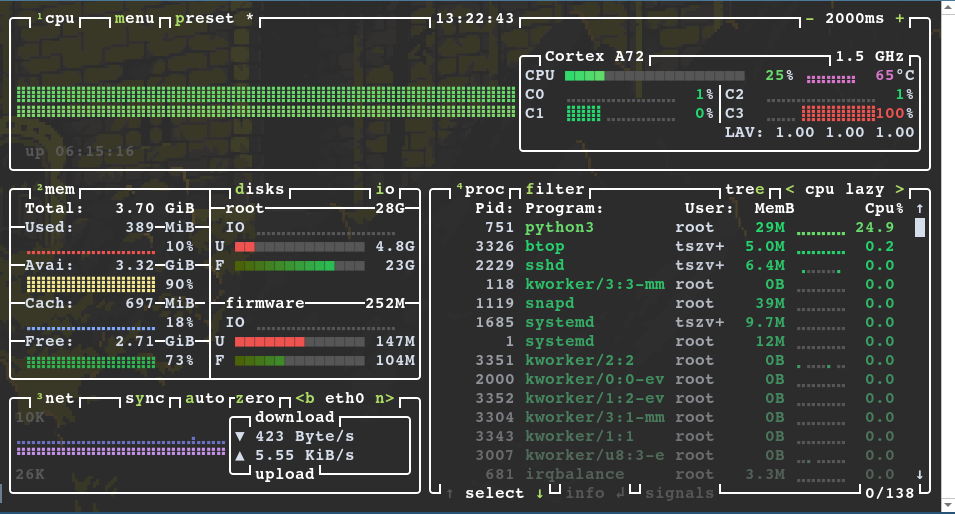 ¹cpu menu preset * 13:22:43 - 2000ms +
Cortex A72 1.5 GHz
CPU 25% 65°C
C0 1% C2 1%
C1 0% C3 100%
LAV: 1.00 1.00 1.00
up 06:15:16
²mem
Total: 3.70 GiB
Used: 389 MiB
10%
Avai: 3.32 GiB
90%
Cach: 697 MiB
18%
Free: 2.71 GiB
73%
disks io
root 28G
IO
U 4.8G
F 23G
firmware 252M
IO
U 147M
F 104M
³net sync auto zero <b eth0 n>
10K
download
▼ 423 Byte/s
▲ 5.55 KiB/s
upload
26K
⁴proc filter tree < cpu lazy >
Pid: Program: User: MemB Cpu% ↑
751 python3 root 29M 24.9
3326 btop tszv+ 5.0M 0.2
2229 sshd tszv+ 6.4M 0.0
118 kworker/3:3-mm root 0B 0.0
1119 snapd root 39M 0.0
1685 systemd tszv+ 9.7M 0.0
1 systemd root 12M 0.0
3351 kworker/2:2 root 0B 0.0
2000 kworker/0:0-ev root 0B 0.0
3352 kworker/1:2-ev root 0B 0.0
3304 kworker/3:1-mm root 0B 0.0
3343 kworker/1:1 root 0B 0.0
3007 kworker/u8:3-e root 0B 0.0
681 irqbalance root 3.3M 0.0 ↓
↑ select ↓ info ↲ signals 0/138